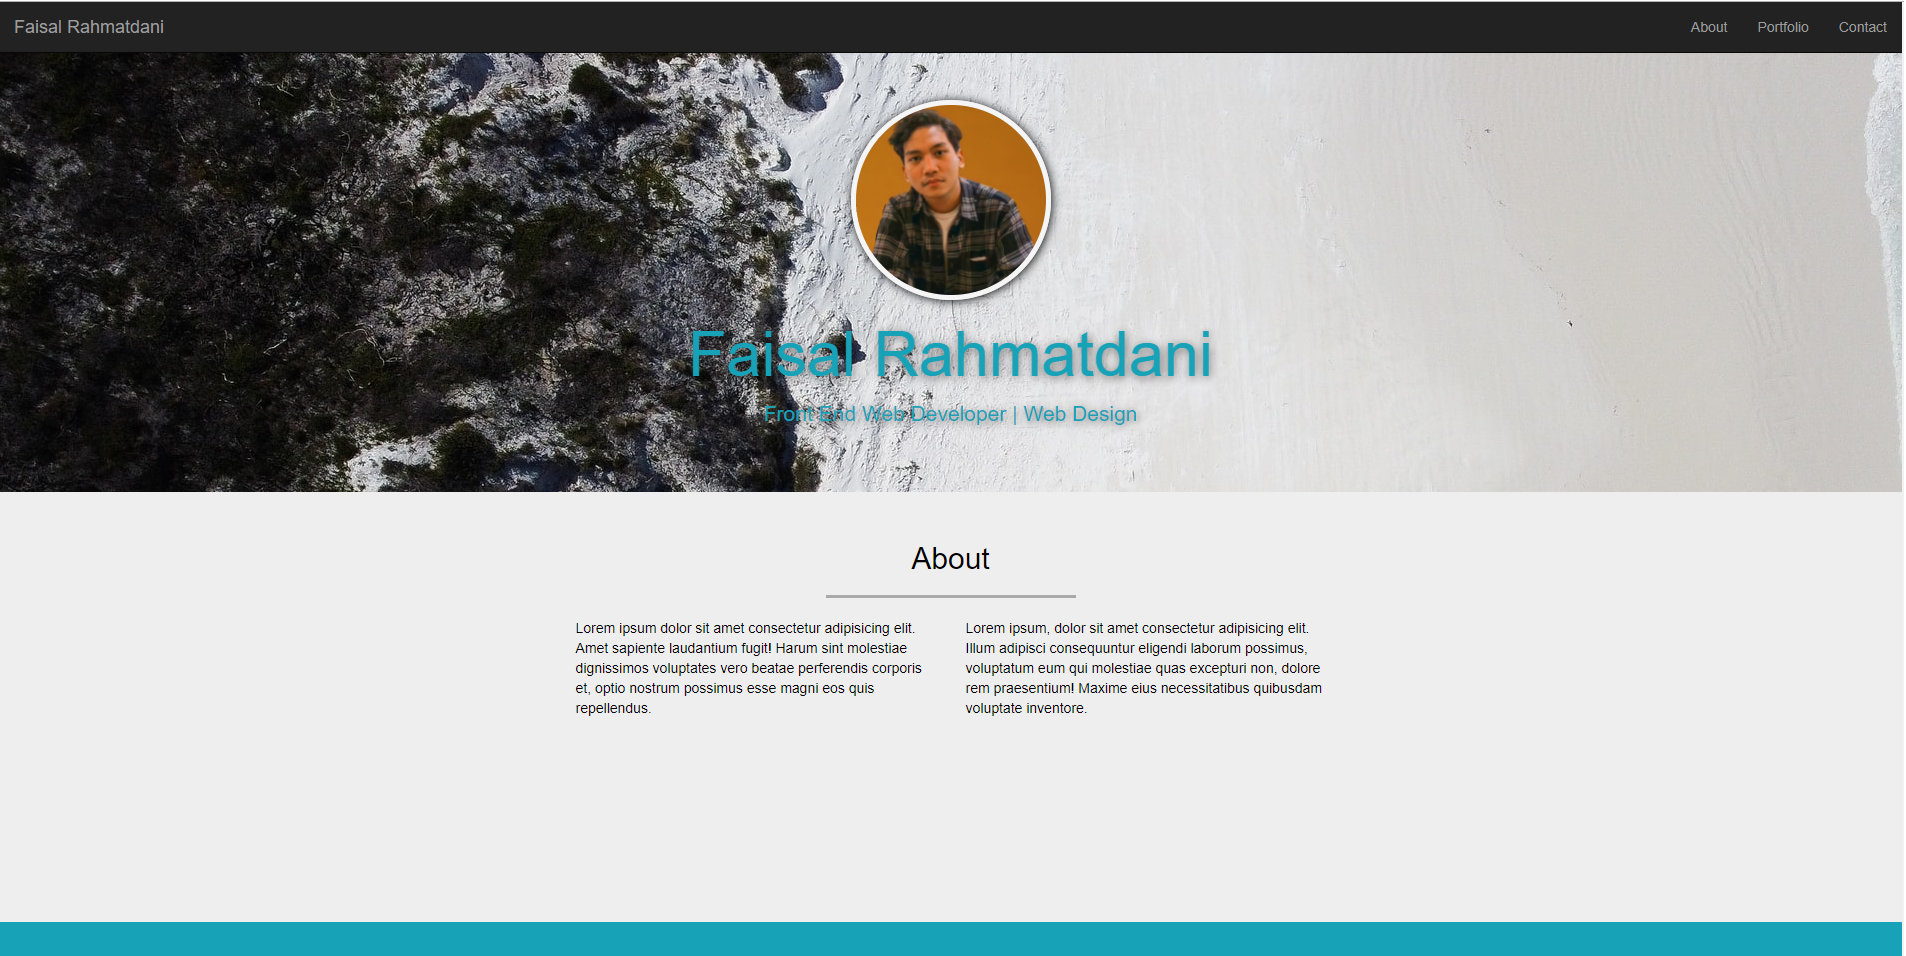 Faisal Rahmatdani
About Portfolio Contact
Faisal Rahmatdani
Front End Web Developer | Web Design
About
Lorem ipsum dolor sit amet consectetur adipisicing elit.
Amet sapiente laudantium fugit! Harum sint molestiae
dignissimos voluptates vero beatae perferendis corporis
et, optio nostrum possimus esse magni eos quis
repellendus.
Lorem ipsum, dolor sit amet consectetur adipisicing elit.
Illum adipisci consequuntur eligendi laborum possimus,
voluptatum eum qui molestiae quas excepturi non, dolore
rem praesentium! Maxime eius necessitatibus quibusdam
voluptate inventore.